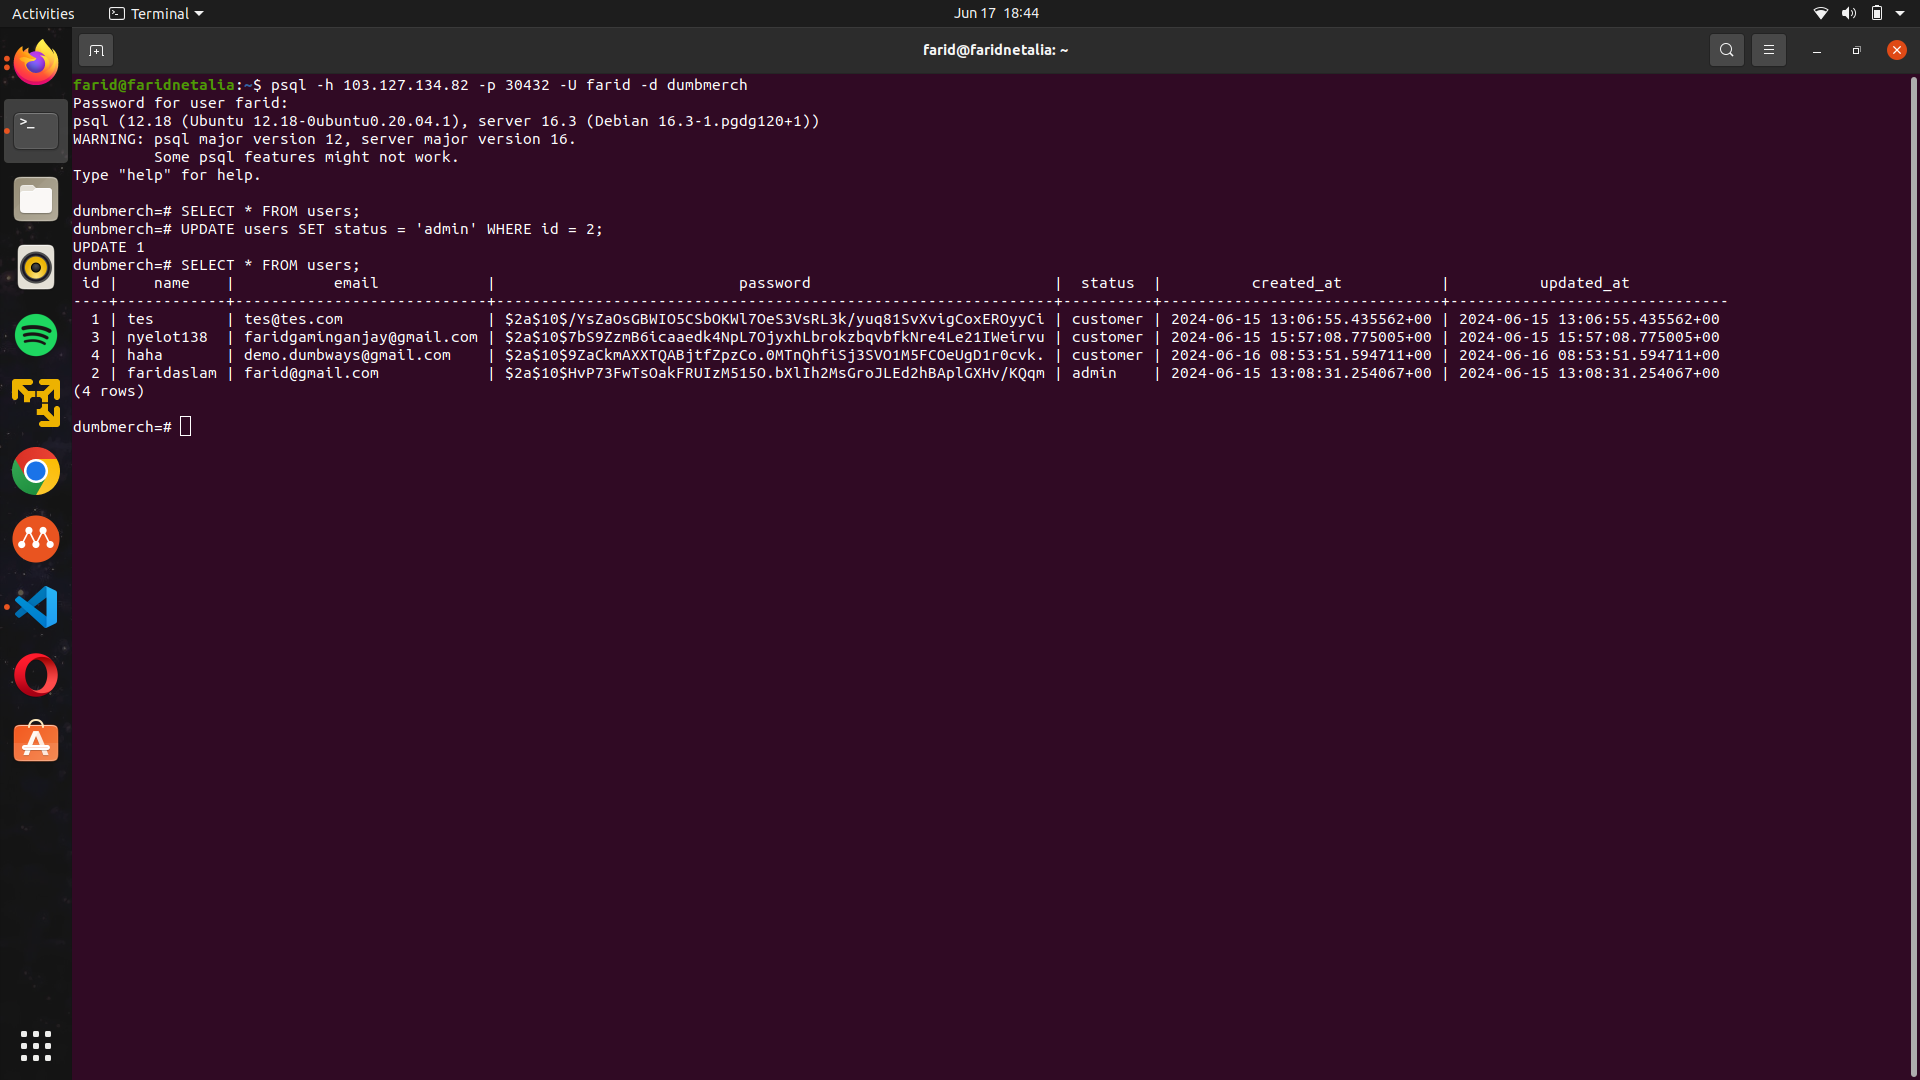 Activities Terminal Jun 17 18:44
farid@faridnetalia: ~
farid@faridnetalia:~$ psql -h 103.127.134.82 -p 30432 -U farid -d dumbmerch
Password for user farid:
psql (12.18 (Ubuntu 12.18-0ubuntu0.20.04.1), server 16.3 (Debian 16.3-1.pgdg120+1))
WARNING: psql major version 12, server major version 16.
         Some psql features might not work.
Type "help" for help.

dumbmerch=# SELECT * FROM users;
dumbmerch=# UPDATE users SET status = 'admin' WHERE id = 2;
UPDATE 1
dumbmerch=# SELECT * FROM users;
 id |    name    |           email            |                           password                           |  status  |          created_at           |          updated_at
----+------------+----------------------------+--------------------------------------------------------------+----------+-------------------------------+-------------------------------
  1 | tes        | tes@tes.com                | $2a$10$/YsZaOsGBWIO5CSbOKWl7OeS3VsRL3k/yuq81SvXvigCoxEROyyCi | customer | 2024-06-15 13:06:55.435562+00 | 2024-06-15 13:06:55.435562+00
  3 | nyelot138  | faridgaminganjay@gmail.com | $2a$10$7bS9ZzmB6icaaedk4NpL7OjyxhLbrokzbqvbfkNre4Le21IWeirvu | customer | 2024-06-15 15:57:08.775005+00 | 2024-06-15 15:57:08.775005+00
  4 | haha       | demo.dumbways@gmail.com    | $2a$10$9ZaCkmAXXTQABjtfZpzCo.0MTnQhfiSj3SVO1M5FCOeUgD1r0cvk. | customer | 2024-06-16 08:53:51.594711+00 | 2024-06-16 08:53:51.594711+00
  2 | faridaslam | farid@gmail.com            | $2a$10$HvP73FwTsOakFRUIzM515O.bXlIh2MsGroJLEd2hBAplGXHv/KQqm | admin    | 2024-06-15 13:08:31.254067+00 | 2024-06-15 13:08:31.254067+00
(4 rows)

dumbmerch=#